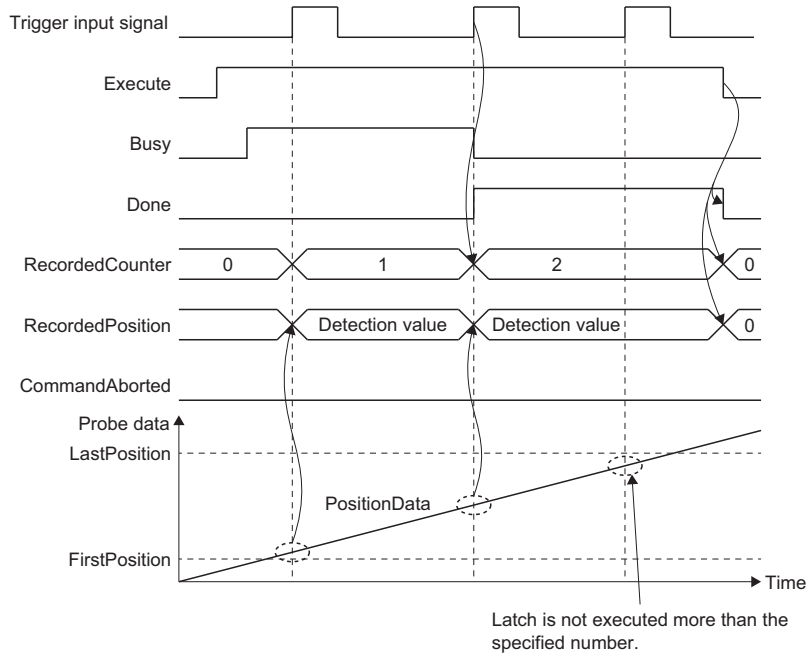 Trigger input signal
Execute
Busy
Done
RecordedCounter
0
1
2
0
RecordedPosition
Detection value
Detection value
0
CommandAborted
Probe data
LastPosition
PositionData
FirstPosition
Time
Latch is not executed more than the
specified number.